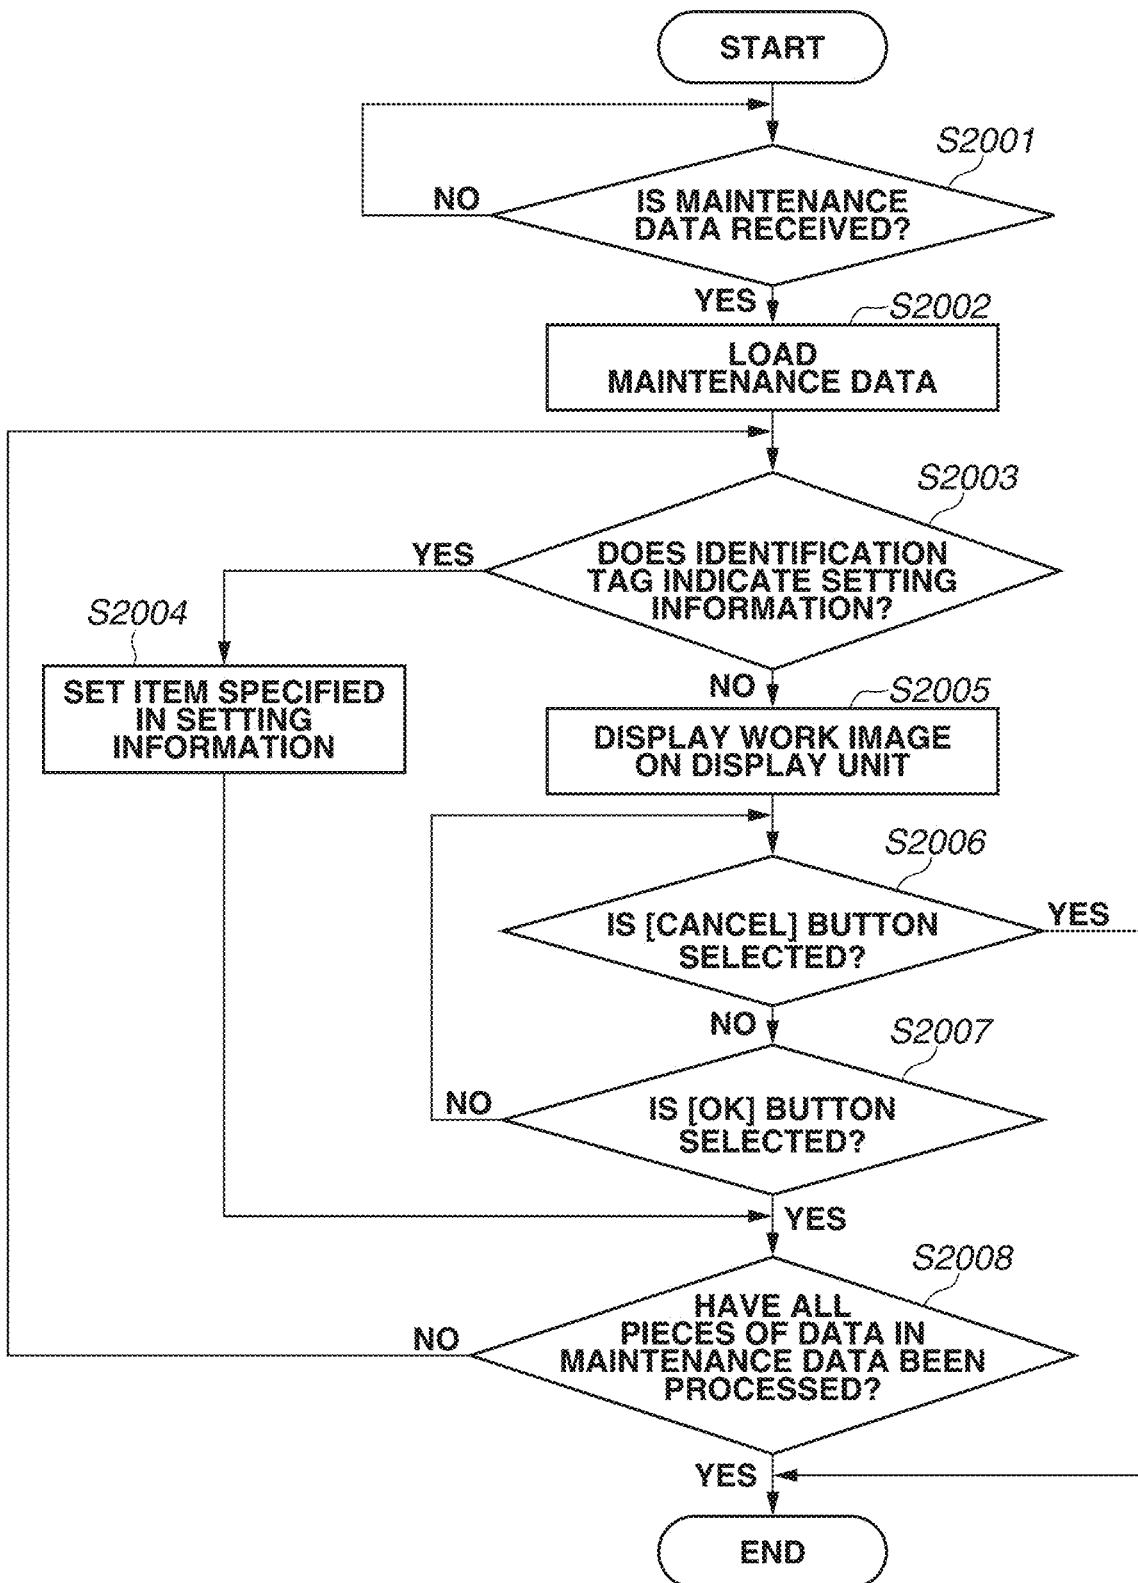 START
S2001
NO
IS MAINTENANCE
DATA RECEIVED?
YES
S2002
LOAD
MAINTENANCE DATA
S2003
YES
DOES IDENTIFICATION
TAG INDICATE SETTING
INFORMATION?
S2004
SET ITEM SPECIFIED
IN SETTING
INFORMATION
NO
S2005
DISPLAY WORK IMAGE
ON DISPLAY UNIT
S2006
IS [CANCEL] BUTTON
SELECTED?
YES
NO
S2007
NO
IS [OK] BUTTON
SELECTED?
YES
S2008
NO
HAVE ALL
PIECES OF DATA IN
MAINTENANCE DATA BEEN
PROCESSED?
YES
END